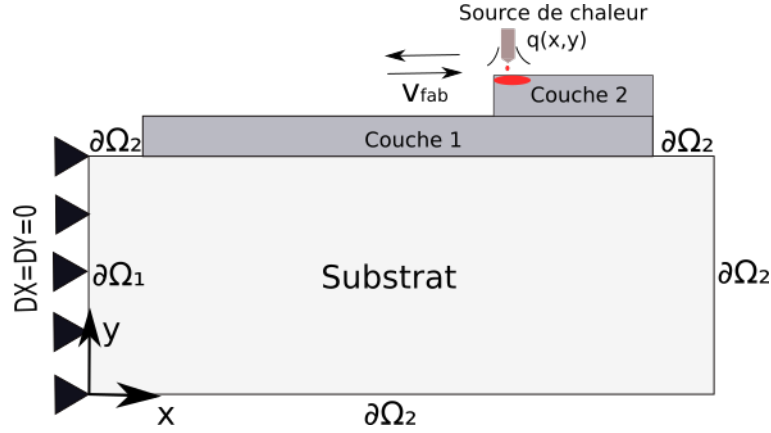 Source de chaleur
q(x,y)
Vfab
Couche 2
Couche 1
∂Ω₂
∂Ω₂
DX=DY=0
∂Ω₁
Substrat
∂Ω₂
y
x
∂Ω₂